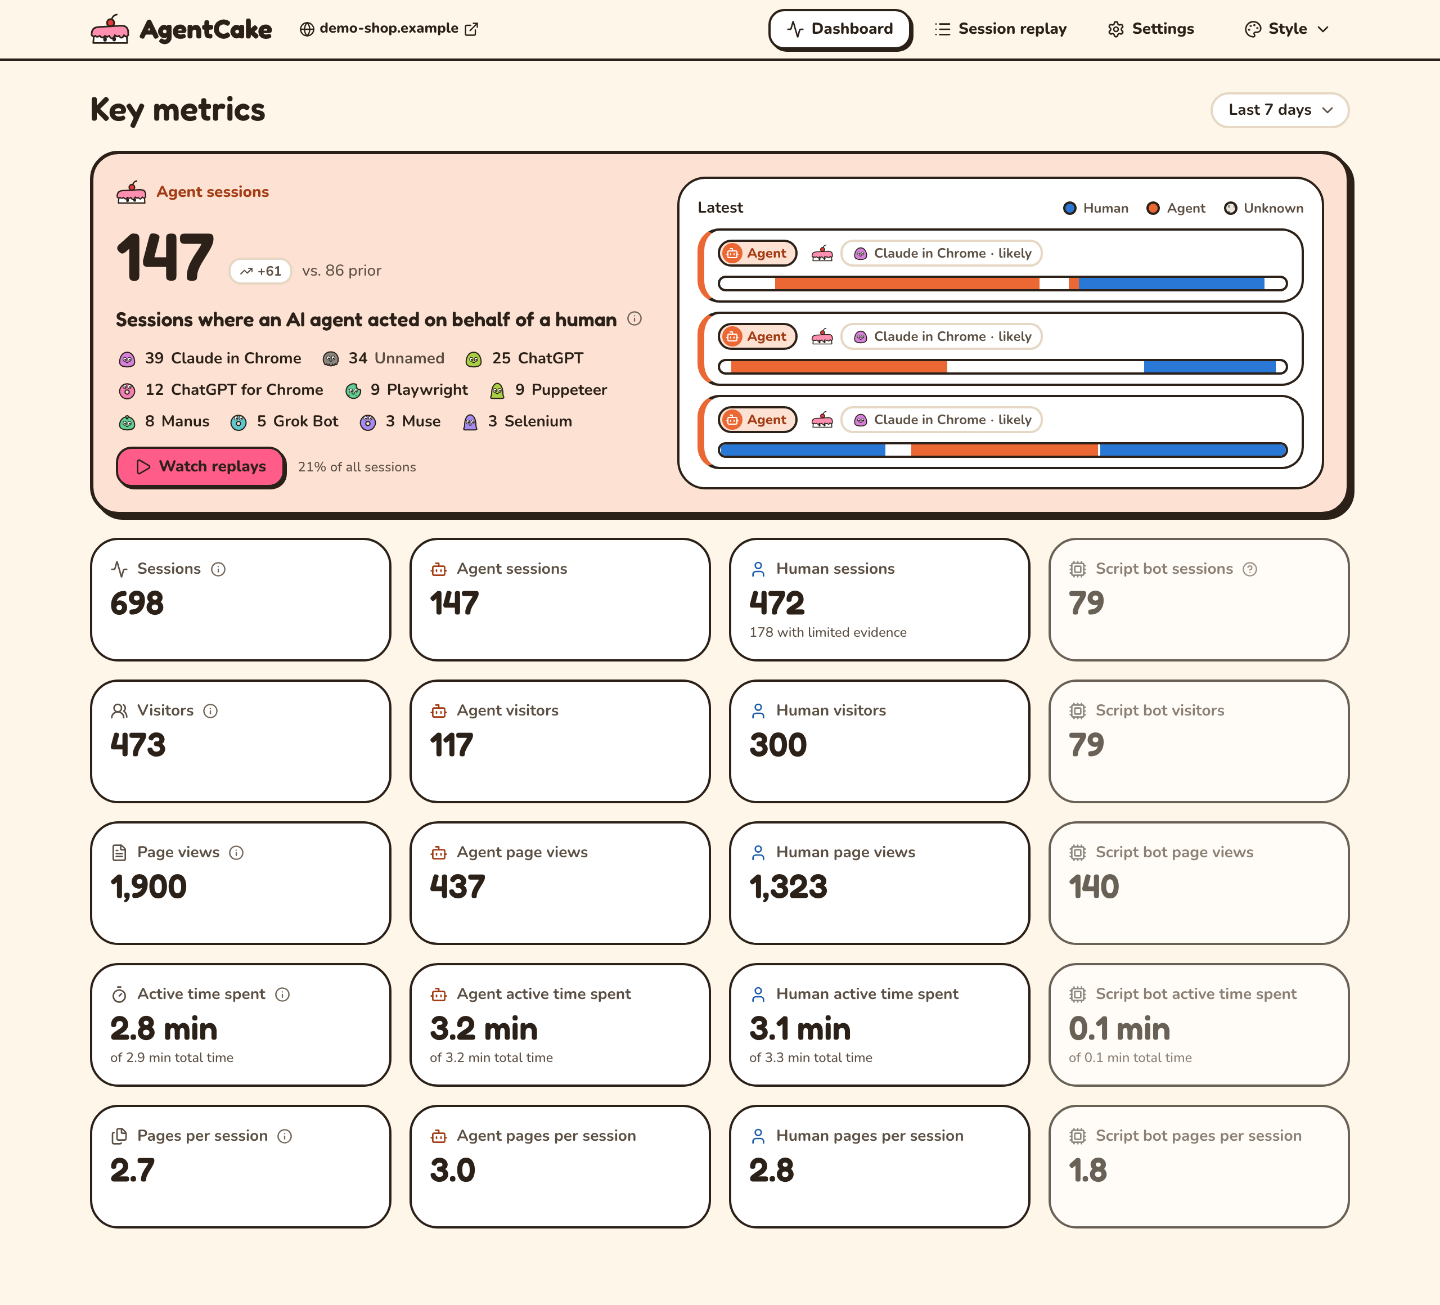 AgentCake
demo-shop.example
Dashboard
Session replay
Settings
Style
Key metrics
Last 7 days
Agent sessions
147
+61
vs. 86 prior
Sessions where an AI agent acted on behalf of a human
39 Claude in Chrome
34 Unnamed
25 ChatGPT
12 ChatGPT for Chrome
9 Playwright
9 Puppeteer
8 Manus
5 Grok Bot
3 Muse
3 Selenium
Watch replays
21% of all sessions
Latest
Human
Agent
Unknown
Agent
Claude in Chrome · likely
Agent
Claude in Chrome · likely
Agent
Claude in Chrome · likely
Sessions
698
Agent sessions
147
Human sessions
472
178 with limited evidence
Script bot sessions
79
Visitors
473
Agent visitors
117
Human visitors
300
Script bot visitors
79
Page views
1,900
Agent page views
437
Human page views
1,323
Script bot page views
140
Active time spent
2.8 min
of 2.9 min total time
Agent active time spent
3.2 min
of 3.2 min total time
Human active time spent
3.1 min
of 3.3 min total time
Script bot active time spent
0.1 min
of 0.1 min total time
Pages per session
2.7
Agent pages per session
3.0
Human pages per session
2.8
Script bot pages per session
1.8